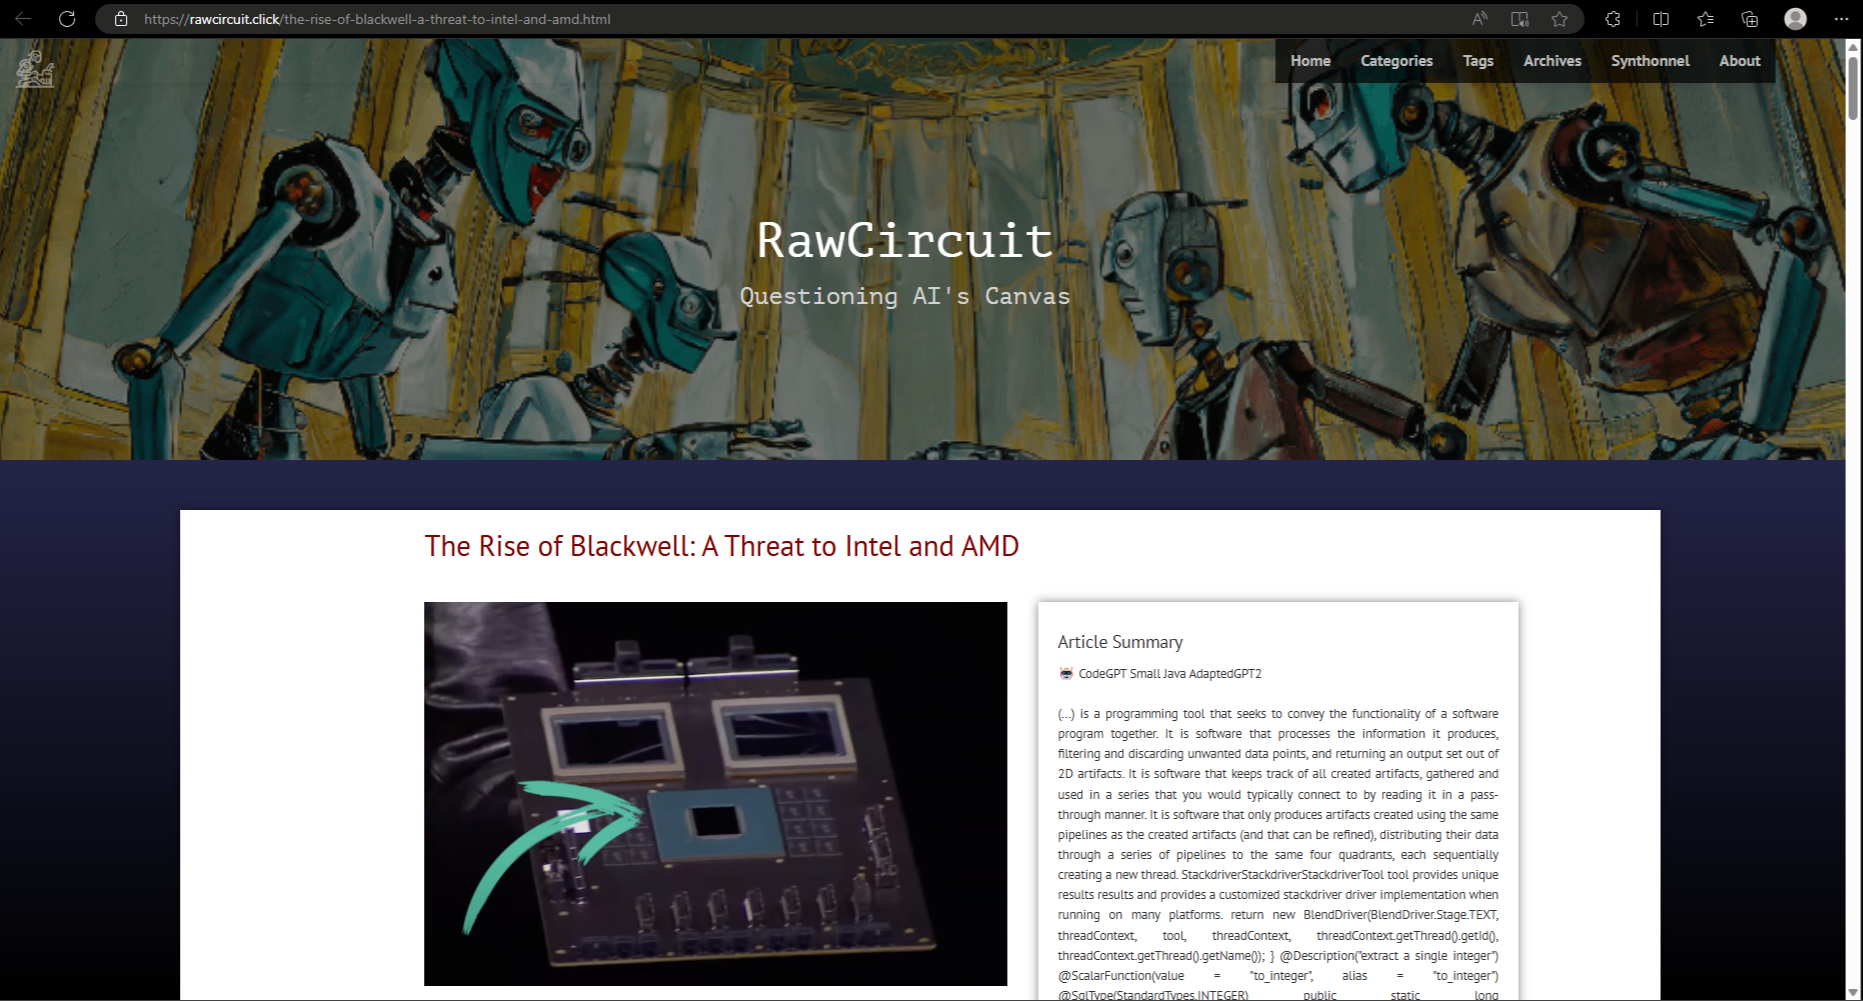 https://rawcircuit.click/the-rise-of-blackwell-a-threat-to-intel-and-amd.html
Home Categories Tags Archives Synthonnel About
RawCircuit
Questioning AI's Canvas
The Rise of Blackwell: A Threat to Intel and AMD
Article Summary
CodeGPT Small Java AdaptedGPT2
(...) is a programming tool that seeks to convey the functionality of a software
program together. It is software that processes the information it produces,
filtering and discarding unwanted data points, and returning an output set out of
2D artifacts. It is software that keeps track of all created artifacts, gathered and
used in a series that you would typically connect to by reading it in a pass-
through manner. It is software that only produces artifacts created using the same
pipelines as the created artifacts (and that can be refined), distributing their data
through a series of pipelines to the same four quadrants, each sequentially
creating a new thread. StackdriverStackdriverStackdriverTool tool provides unique
results results and provides a customized stackdriver driver implementation when
running on many platforms. return new BlendDriver(BlendDriver.Stage.TEXT,
threadContext, tool, threadContext, threadContext.getThread().getId(),
threadContext.getThread().getName()); } @Description("extract a single integer")
@ScalarFunction(value = "to_integer", alias = "to_integer")
@SqlType(StandardTypes.INTEGER) public static long